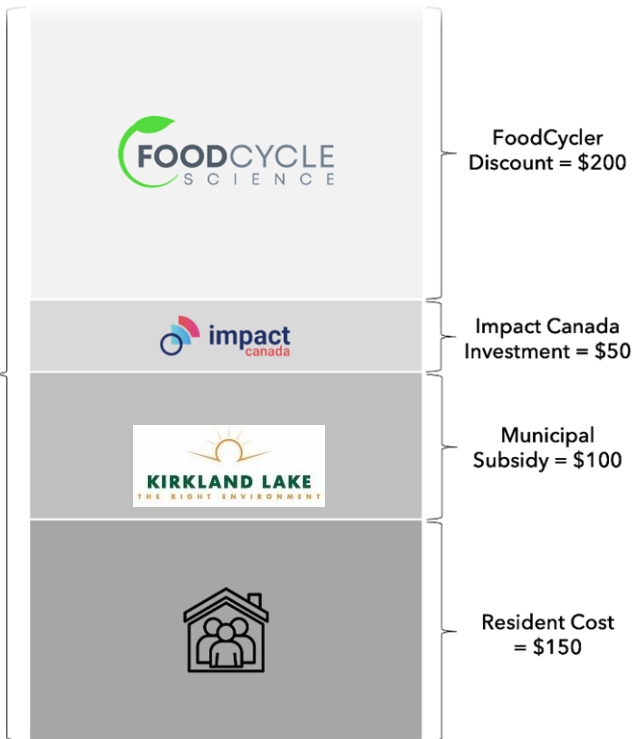 FOODCYCLE
SCIENCE
FoodCycler
Discount = $200
impact
canada
Impact Canada
Investment = $50
KIRKLAND LAKE
THE RIGHT ENVIRONMENT
Municipal
Subsidy = $100
Resident Cost
= $150